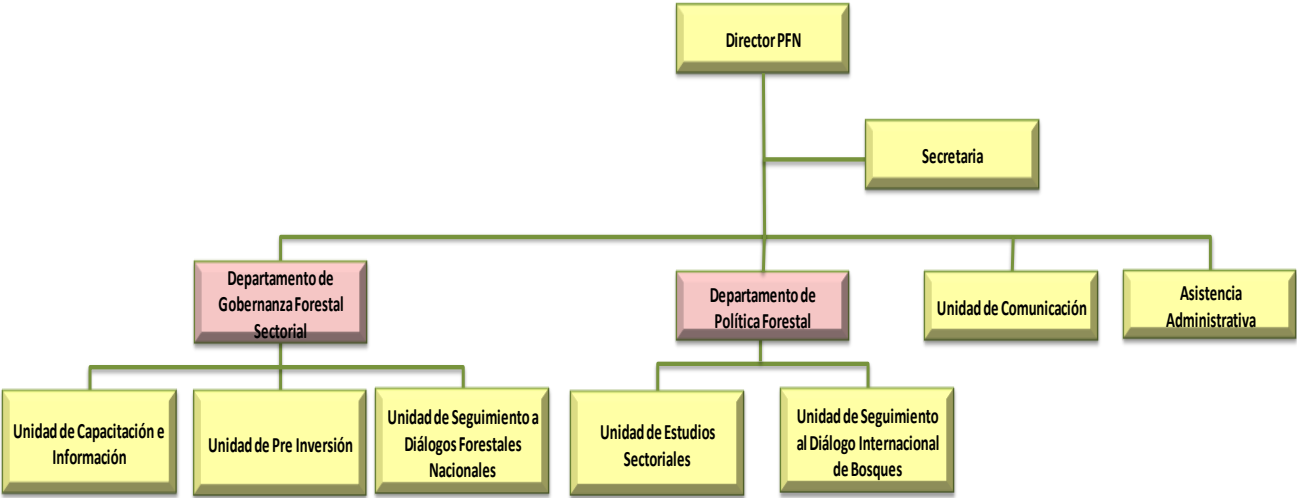 Director PFN
Secretaria
Departamento de
Gobernanza Forestal
Sectorial
Departamento de
Política Forestal
Unidad de Comunicación
Asistencia
Administrativa
Unidad de Capacitación e
Información
Unidad de Pre Inversión
Unidad de Seguimiento a
Diálogos Forestales
Nacionales
Unidad de Estudios
Sectoriales
Unidad de Seguimiento
al Diálogo Internacional
de Bosques